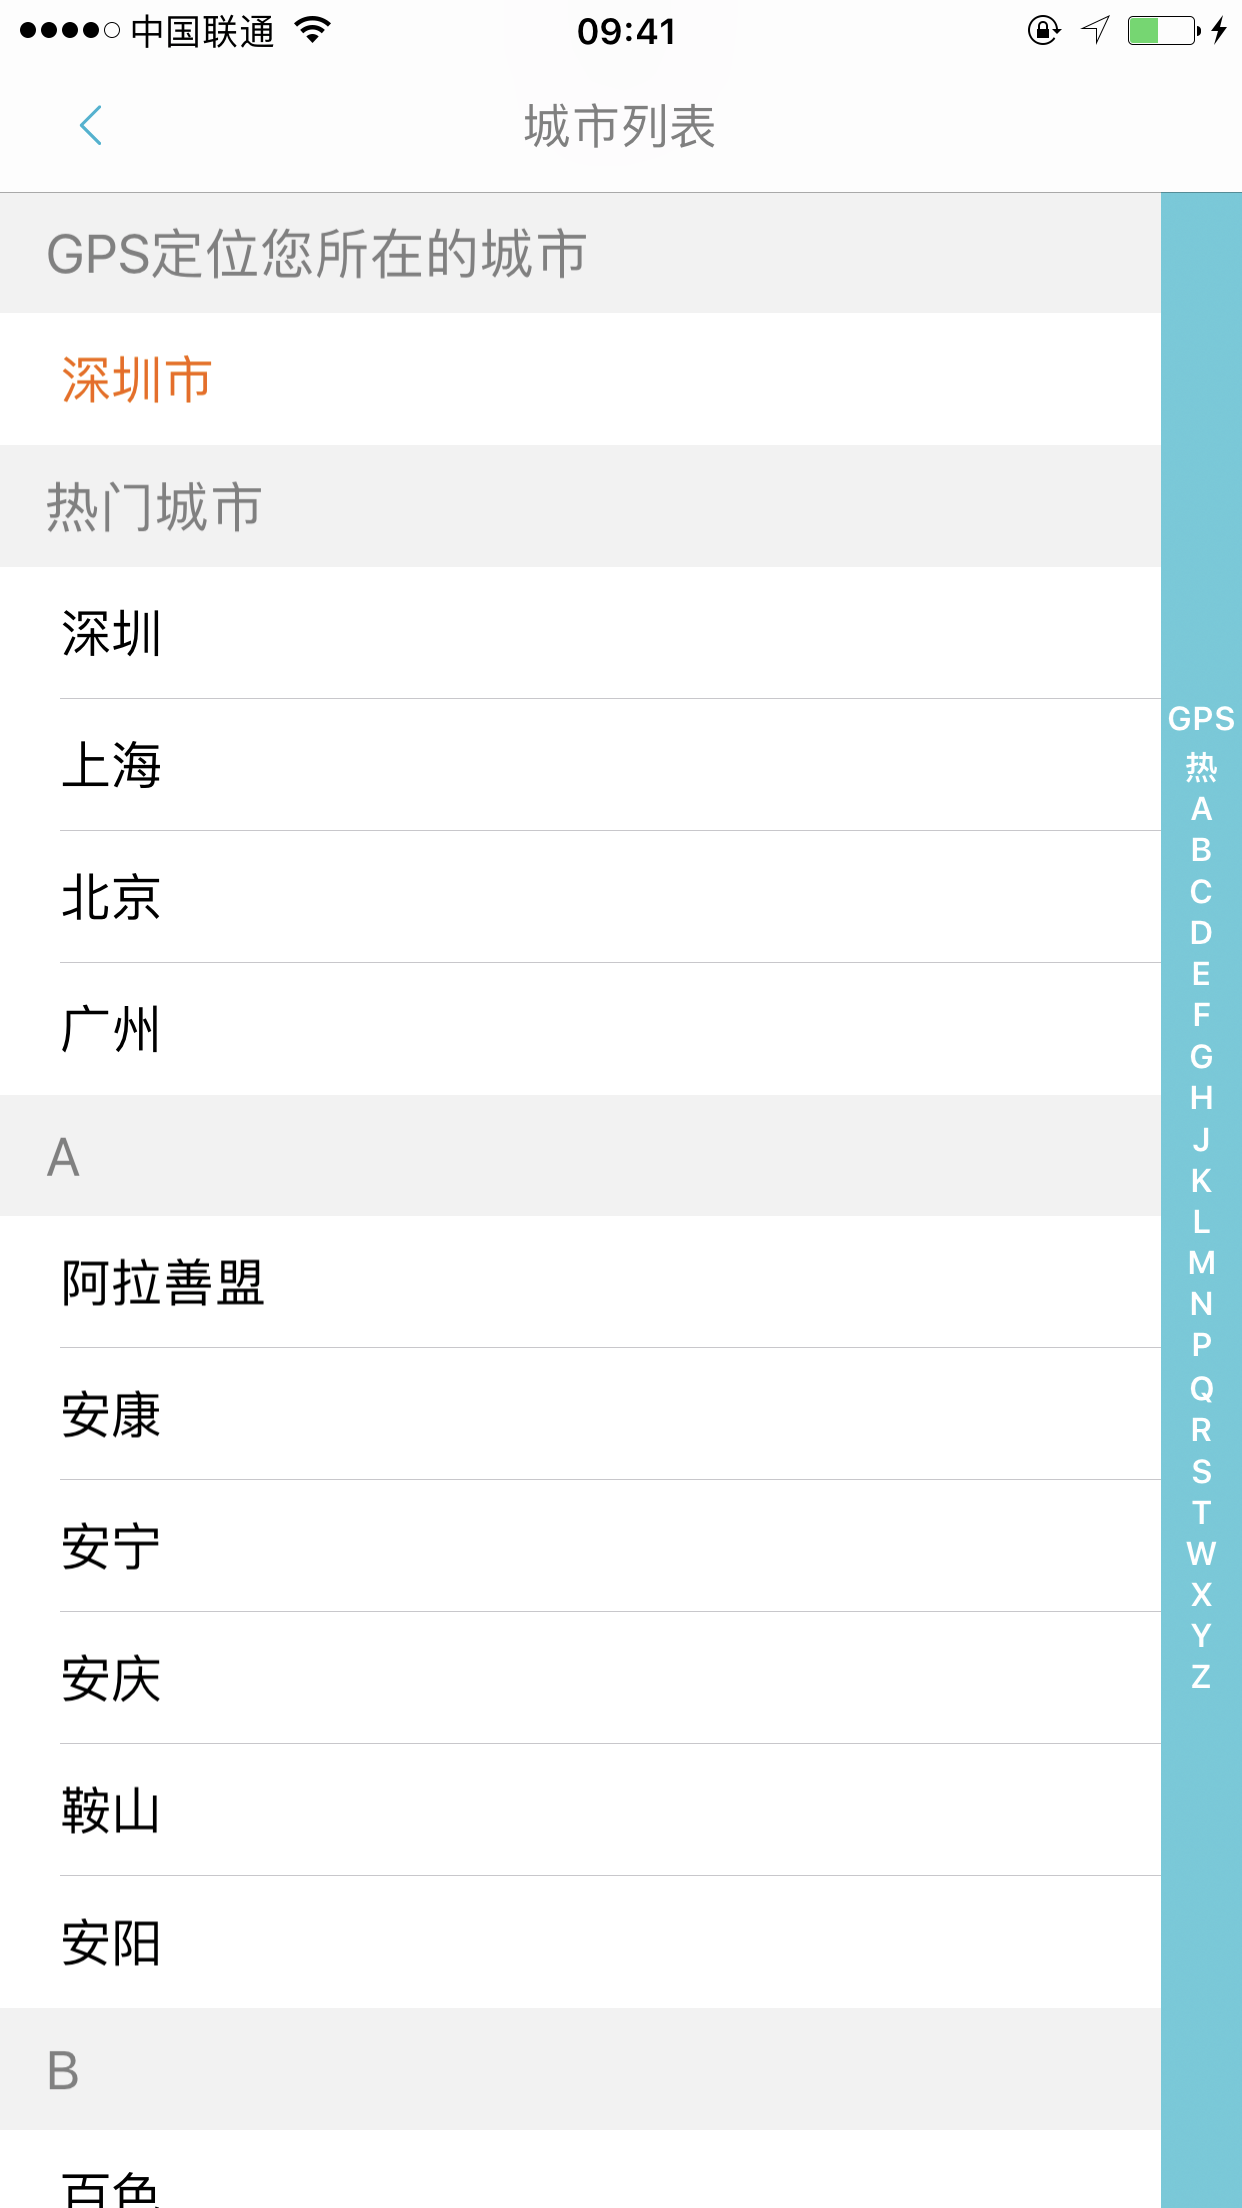 中国联通
09:41
城市列表
GPS定位您所在的城市
深圳市
热门城市
深圳
上海
北京
广州
A
阿拉善盟
安康
安宁
安庆
鞍山
安阳
B
百色
GPS
热
A
B
C
D
E
F
G
H
J
K
L
M
N
P
Q
R
S
T
W
X
Y
Z